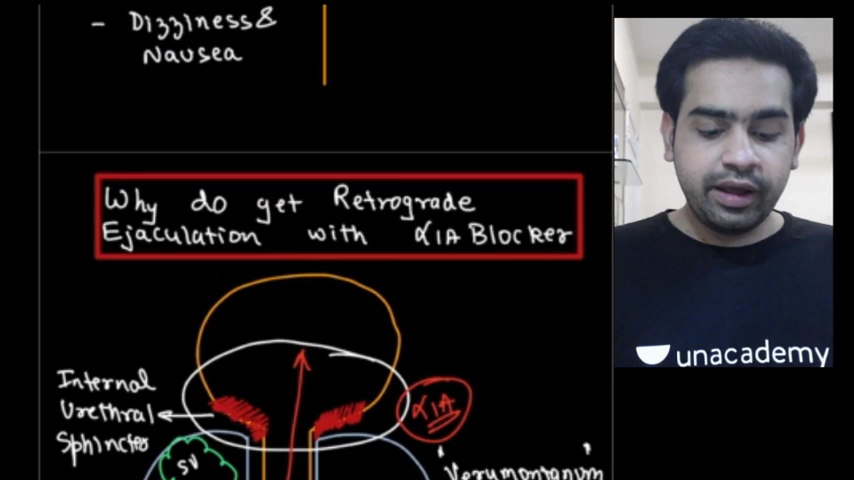 - Dizziness &
Nausea
Why do get Retrograde
Ejaculation with α1A Blocker
Internal
Urethral
Sphincter
α1A
SV
Verumontanum
unacademy